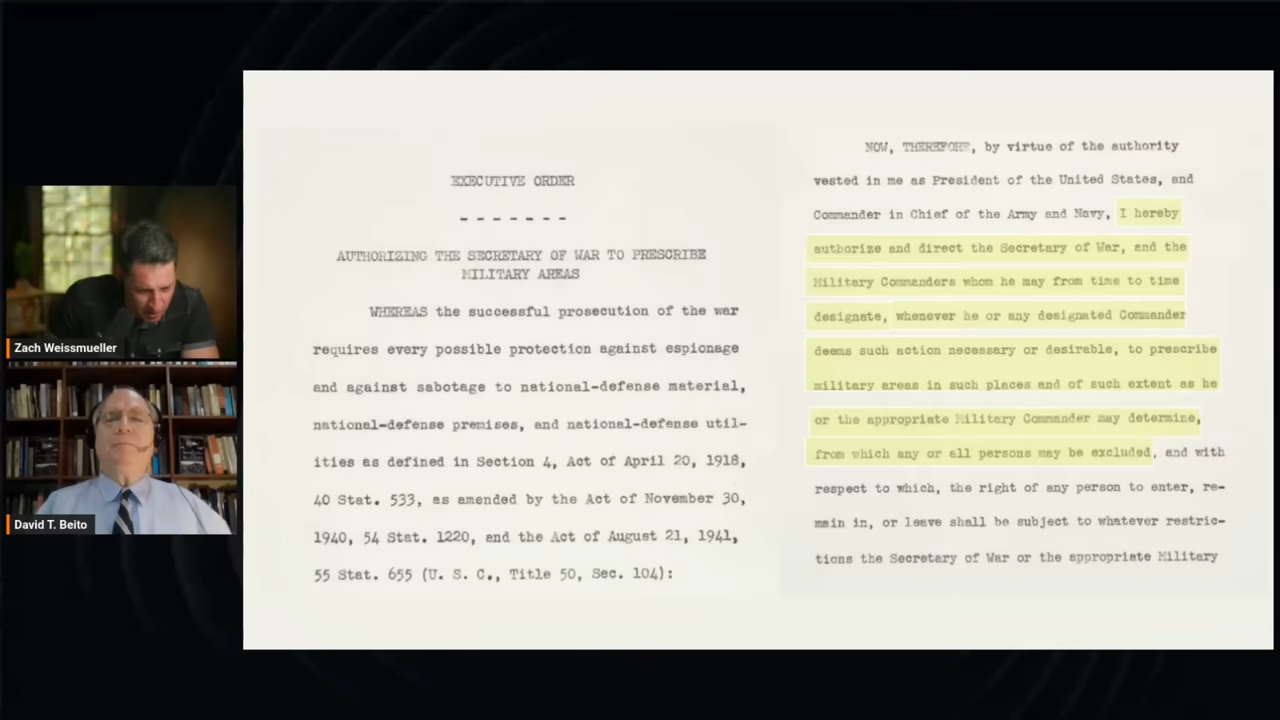 Zach Weissmueller
David T. Beito
EXECUTIVE ORDER
- - - - - - -
AUTHORIZING THE SECRETARY OF WAR TO PRESCRIBE
MILITARY AREAS
WHEREAS the successful prosecution of the war
requires every possible protection against espionage
and against sabotage to national-defense material,
national-defense premises, and national-defense util-
ities as defined in Section 4, Act of April 20, 1918,
40 Stat. 533, as amended by the Act of November 30,
1940, 54 Stat. 1220, and the Act of August 21, 1941,
55 Stat. 655 (U. S. C., Title 50, Sec. 104):
NOW, THEREFORE, by virtue of the authority
vested in me as President of the United States, and
Commander in Chief of the Army and Navy, I hereby
authorize and direct the Secretary of War, and the
Military Commanders whom he may from time to time
designate, whenever he or any designated Commander
deems such action necessary or desirable, to prescribe
military areas in such places and of such extent as he
or the appropriate Military Commander may determine,
from which any or all persons may be excluded, and with
respect to which, the right of any person to enter, re-
main in, or leave shall be subject to whatever restric-
tions the Secretary of War or the appropriate Military